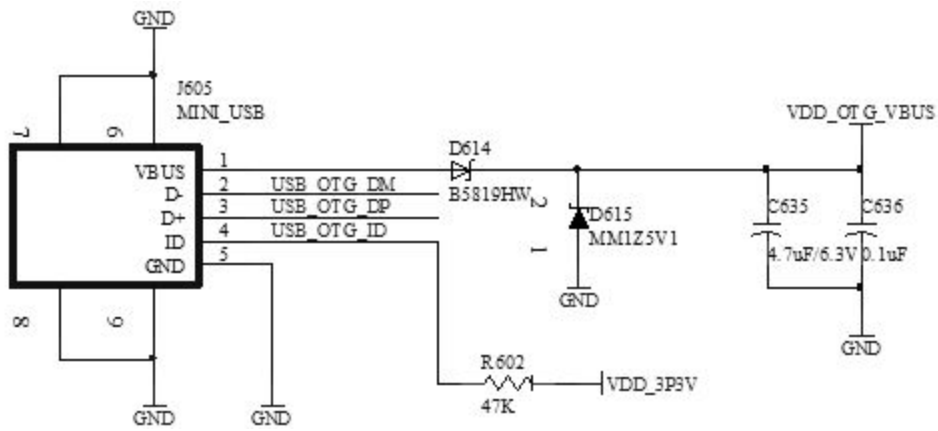 GND
J605
MINI_USB
7
6
VDD_OTG_VBUS
VBUS
1
D614
D-
2
USB_OTG_DM
B5819HW
D+
3
USB_OTG_DP
ID
4
USB_OTG_ID
GND
5
2
D615
1
MM1Z5V1
GND
C635
C636
4.7uF/6.3V
0.1uF
GND
8
9
R602
47K
VDD_3P3V
GND
GND